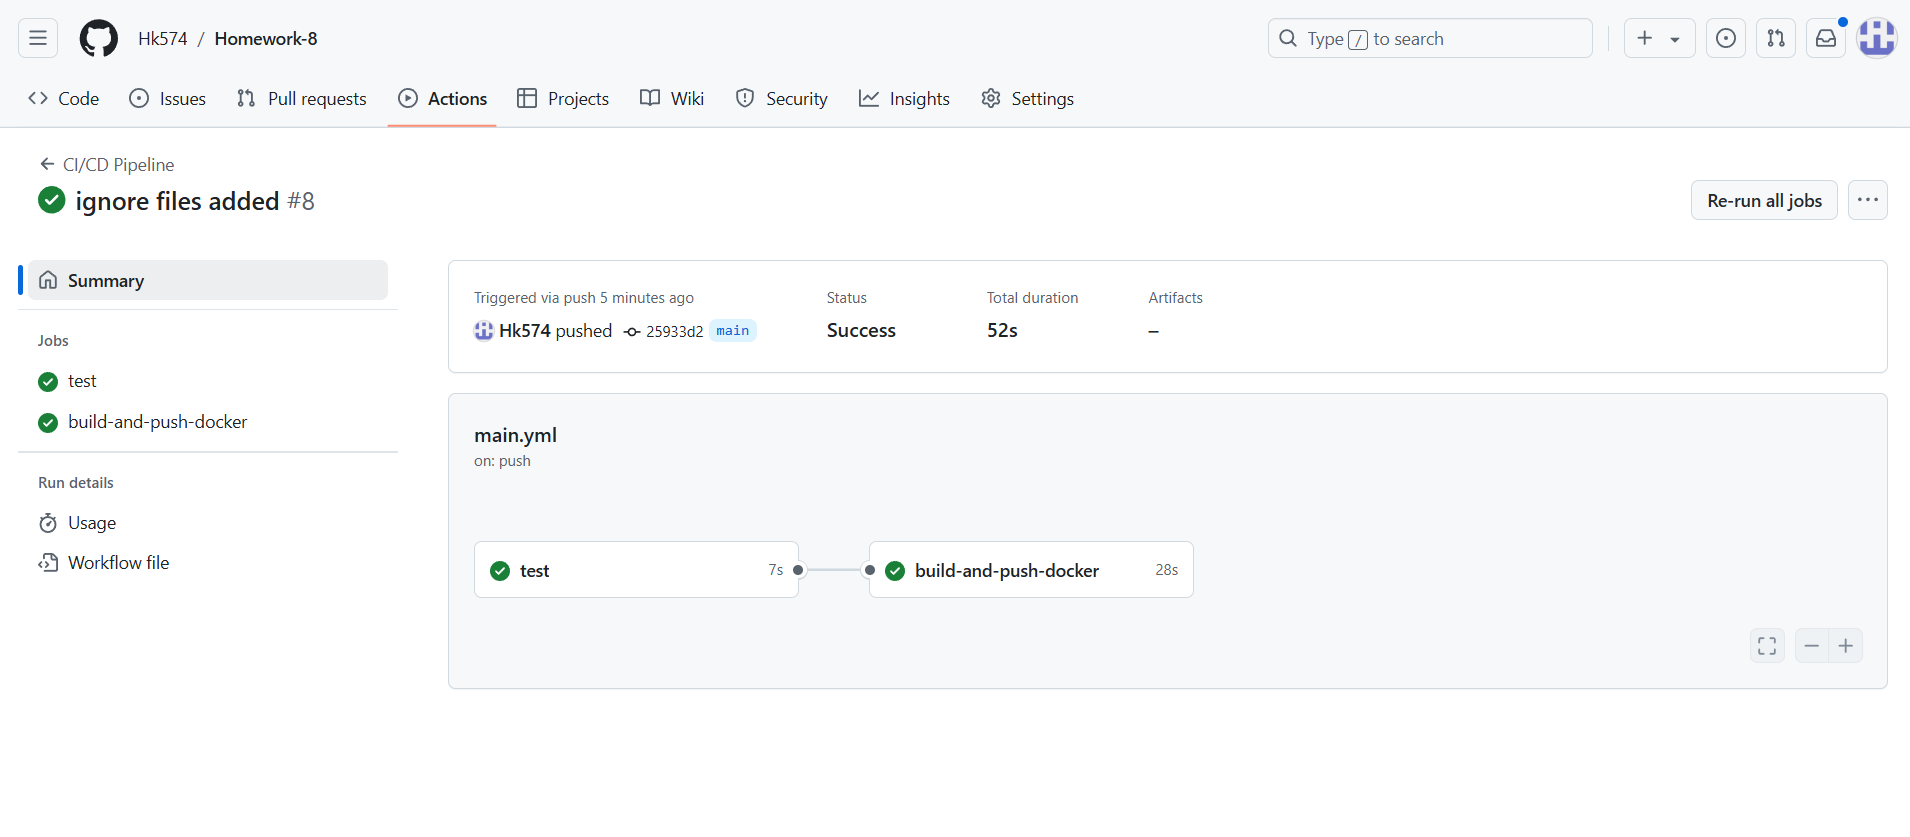 Hk574 / Homework-8
Type / to search
Code Issues Pull requests Actions Projects Wiki Security Insights Settings
CI/CD Pipeline
ignore files added #8
Re-run all jobs
Summary
Jobs
test
build-and-push-docker
Run details
Usage
Workflow file
Triggered via push 5 minutes ago
Hk574 pushed 25933d2 main
Status
Success
Total duration
52s
Artifacts
–
main.yml
on: push
test 7s
build-and-push-docker 28s